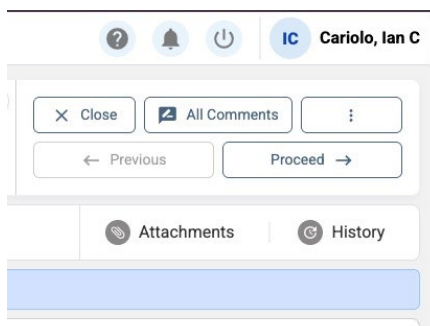 IC Cariolo, Ian C
Close All Comments
Previous Proceed
Attachments History